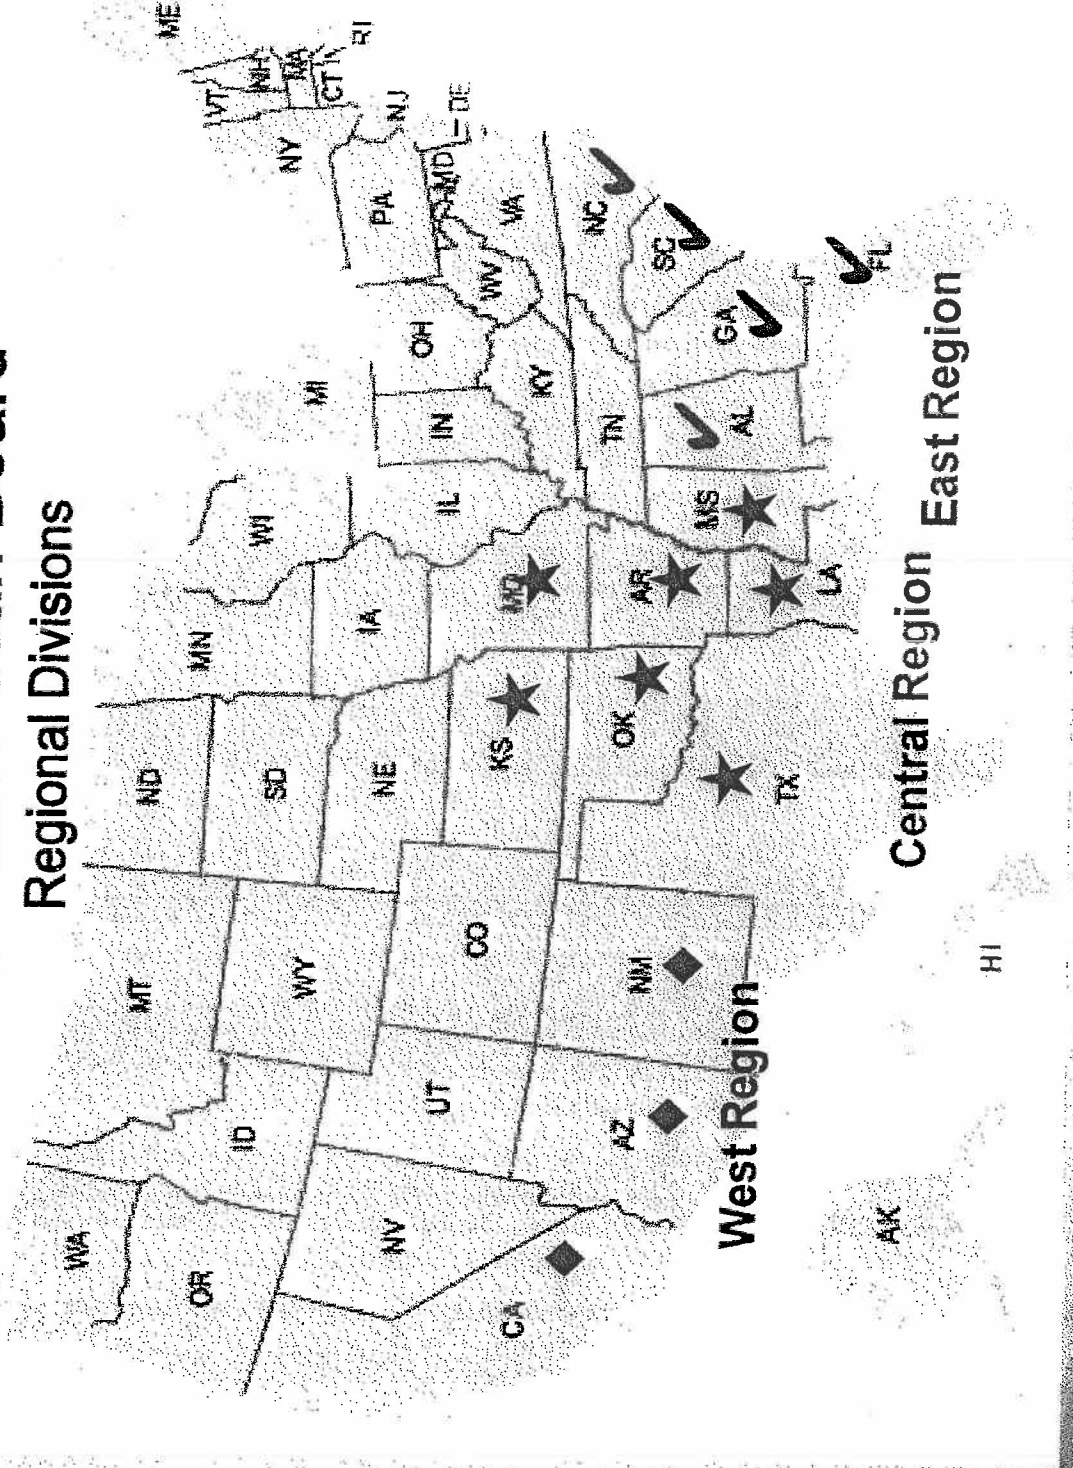 Regional Divisions
WA
MT
ND
MN
WI
MI
NY
VT
NH
ME
MA
CT
RI
OR
ID
WY
SD
IA
IL
IN
OH
PA
NJ
MD
DE
NV
UT
CO
NE
KS
MO
KY
WV
VA
CA
AZ
NM
OK
AR
TN
NC
SC
TX
LA
MS
AL
GA
FL
AK
HI
West Region
Central Region
East Region